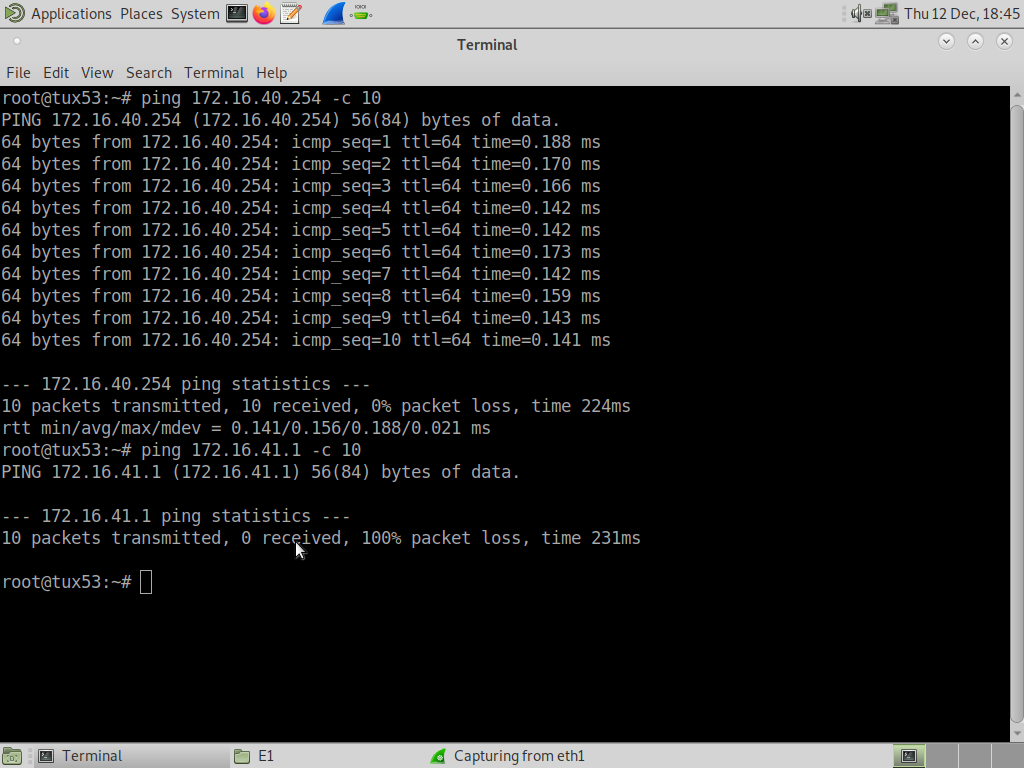 Applications Places System Thu 12 Dec, 18:45
Terminal
File Edit View Search Terminal Help
root@tux53:~# ping 172.16.40.254 -c 10
PING 172.16.40.254 (172.16.40.254) 56(84) bytes of data.
64 bytes from 172.16.40.254: icmp_seq=1 ttl=64 time=0.188 ms
64 bytes from 172.16.40.254: icmp_seq=2 ttl=64 time=0.170 ms
64 bytes from 172.16.40.254: icmp_seq=3 ttl=64 time=0.166 ms
64 bytes from 172.16.40.254: icmp_seq=4 ttl=64 time=0.142 ms
64 bytes from 172.16.40.254: icmp_seq=5 ttl=64 time=0.142 ms
64 bytes from 172.16.40.254: icmp_seq=6 ttl=64 time=0.173 ms
64 bytes from 172.16.40.254: icmp_seq=7 ttl=64 time=0.142 ms
64 bytes from 172.16.40.254: icmp_seq=8 ttl=64 time=0.159 ms
64 bytes from 172.16.40.254: icmp_seq=9 ttl=64 time=0.143 ms
64 bytes from 172.16.40.254: icmp_seq=10 ttl=64 time=0.141 ms
--- 172.16.40.254 ping statistics ---
10 packets transmitted, 10 received, 0% packet loss, time 224ms
rtt min/avg/max/mdev = 0.141/0.156/0.188/0.021 ms
root@tux53:~# ping 172.16.41.1 -c 10
PING 172.16.41.1 (172.16.41.1) 56(84) bytes of data.
--- 172.16.41.1 ping statistics ---
10 packets transmitted, 0 received, 100% packet loss, time 231ms
root@tux53:~#
Terminal E1 Capturing from eth1